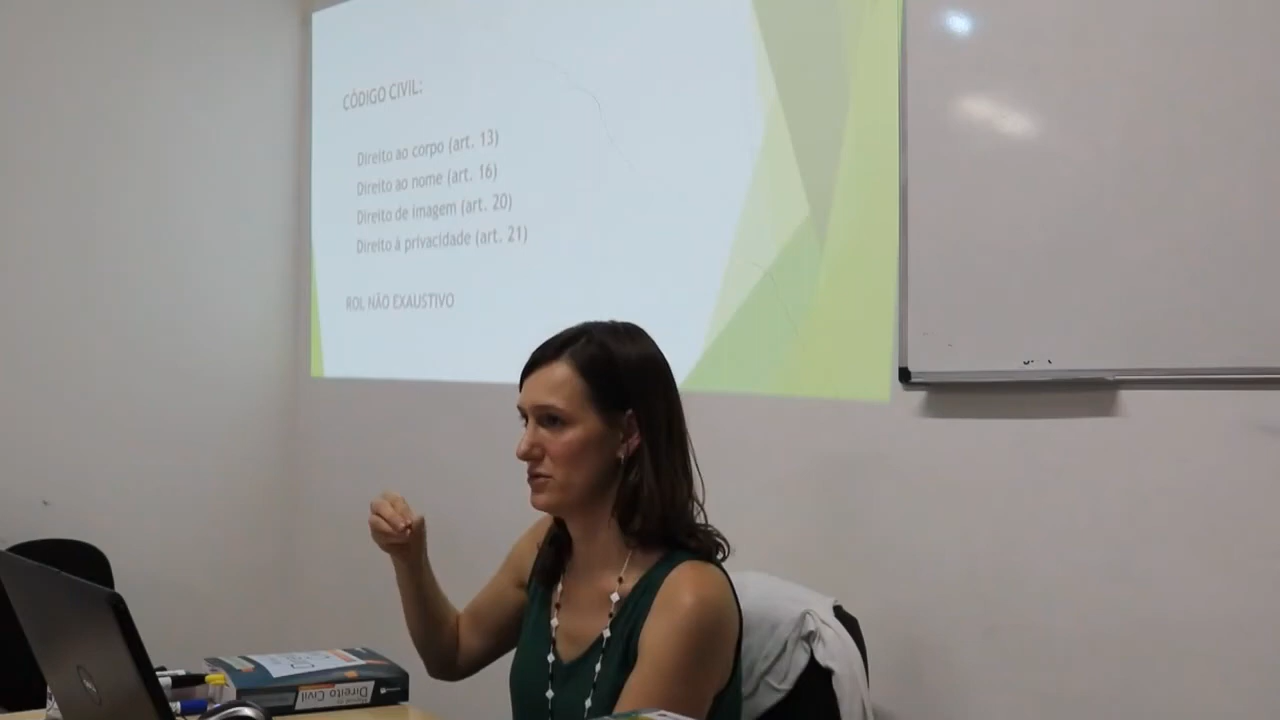 CÓDIGO CIVIL:
Direito ao corpo (art. 13)
Direito ao nome (art. 16)
Direito de imagem (art. 20)
Direito à privacidade (art. 21)
ROL NÃO EXAUSTIVO
Direito Civil